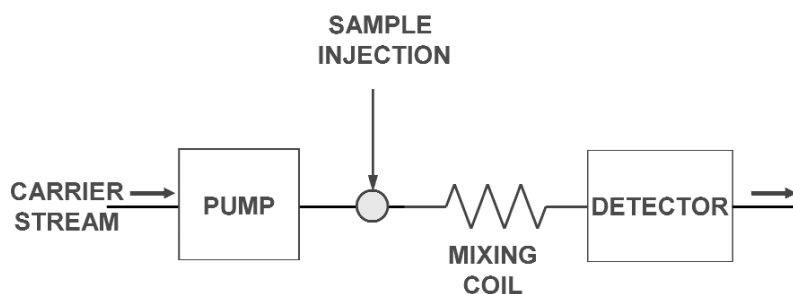 SAMPLE
INJECTION
CARRIER
STREAM
PUMP
MIXING
COIL
DETECTOR